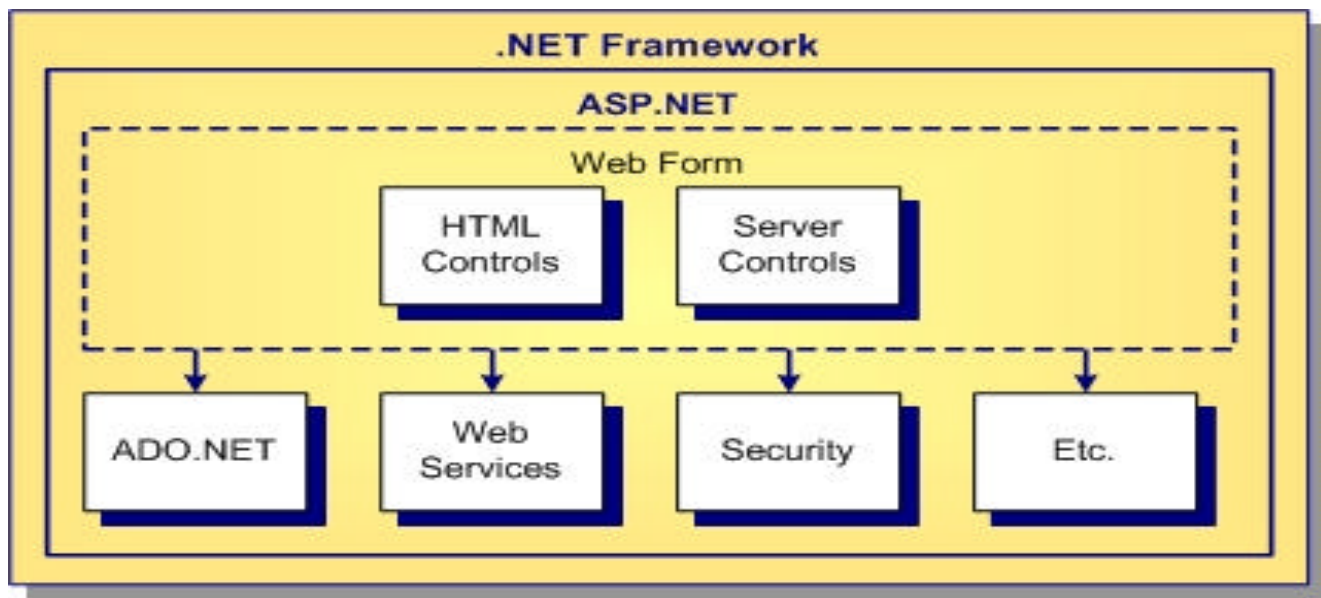 .NET Framework
ASP.NET
Web Form
HTML
Controls
Server
Controls
ADO.NET
Web
Services
Security
Etc.